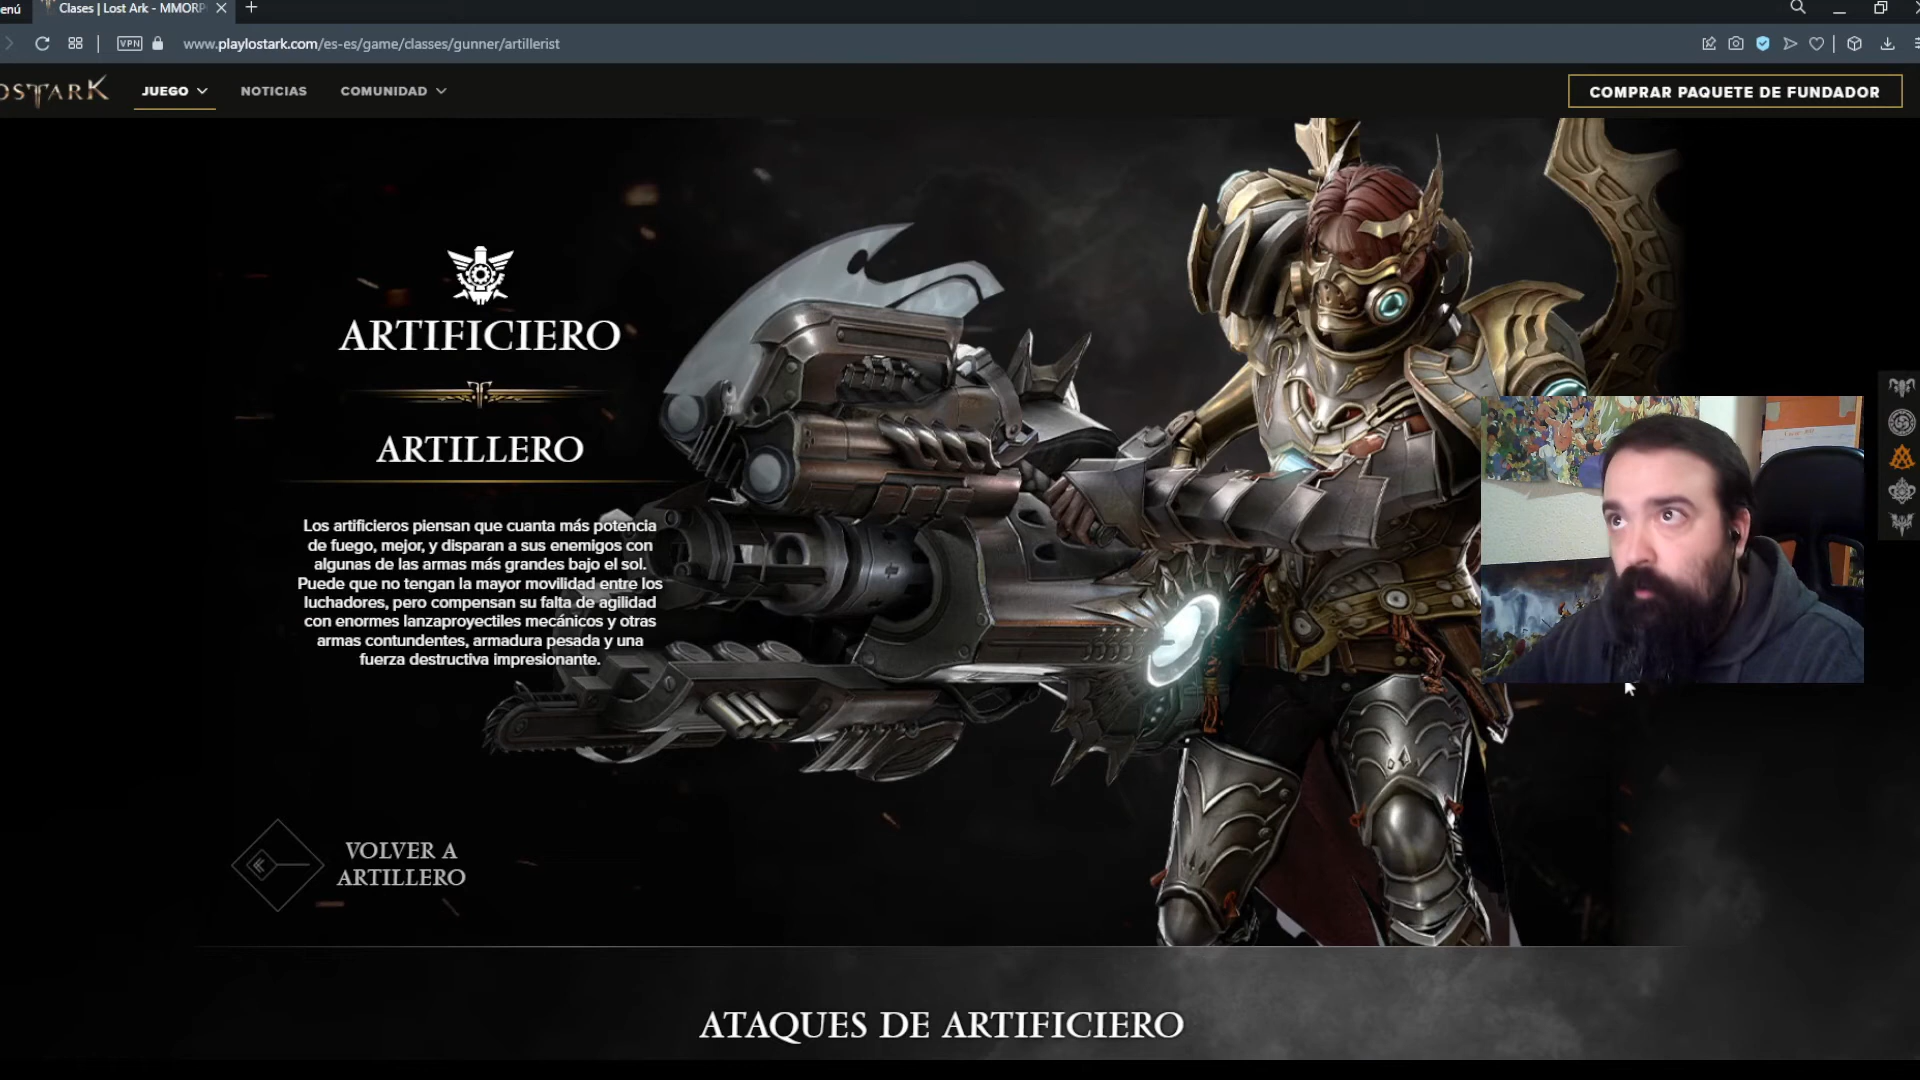 enú
Clases | Lost Ark - MMORP
VPN
www.playlostark.com/es-es/game/classes/gunner/artillerist
OSTARK
JUEGO
NOTICIAS
COMUNIDAD
COMPRAR PAQUETE DE FUNDADOR
ARTIFICIERO
ARTILLERO
Los artificieros piensan que cuanta más potencia
de fuego, mejor, y disparan a sus enemigos con
algunas de las armas más grandes bajo el sol.
Puede que no tengan la mayor movilidad entre los
luchadores, pero compensan su falta de agilidad
con enormes lanzaproyectiles mecánicos y otras
armas contundentes, armadura pesada y una
fuerza destructiva impresionante.
VOLVER A
ARTILLERO
ATAQUES DE ARTIFICIERO